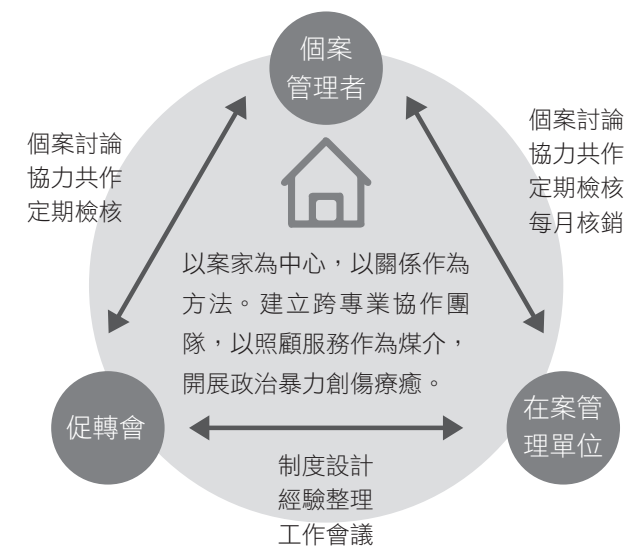 個案
管理者
個案討論
協力共作
定期檢核
個案討論
協力共作
定期檢核
每月核銷
以案家為中心，以關係作為
方法。建立跨專業協作團
隊，以照顧服務作為煤介，
開展政治暴力創傷療癒。
促轉會
在案管
理單位
制度設計
經驗整理
工作會議